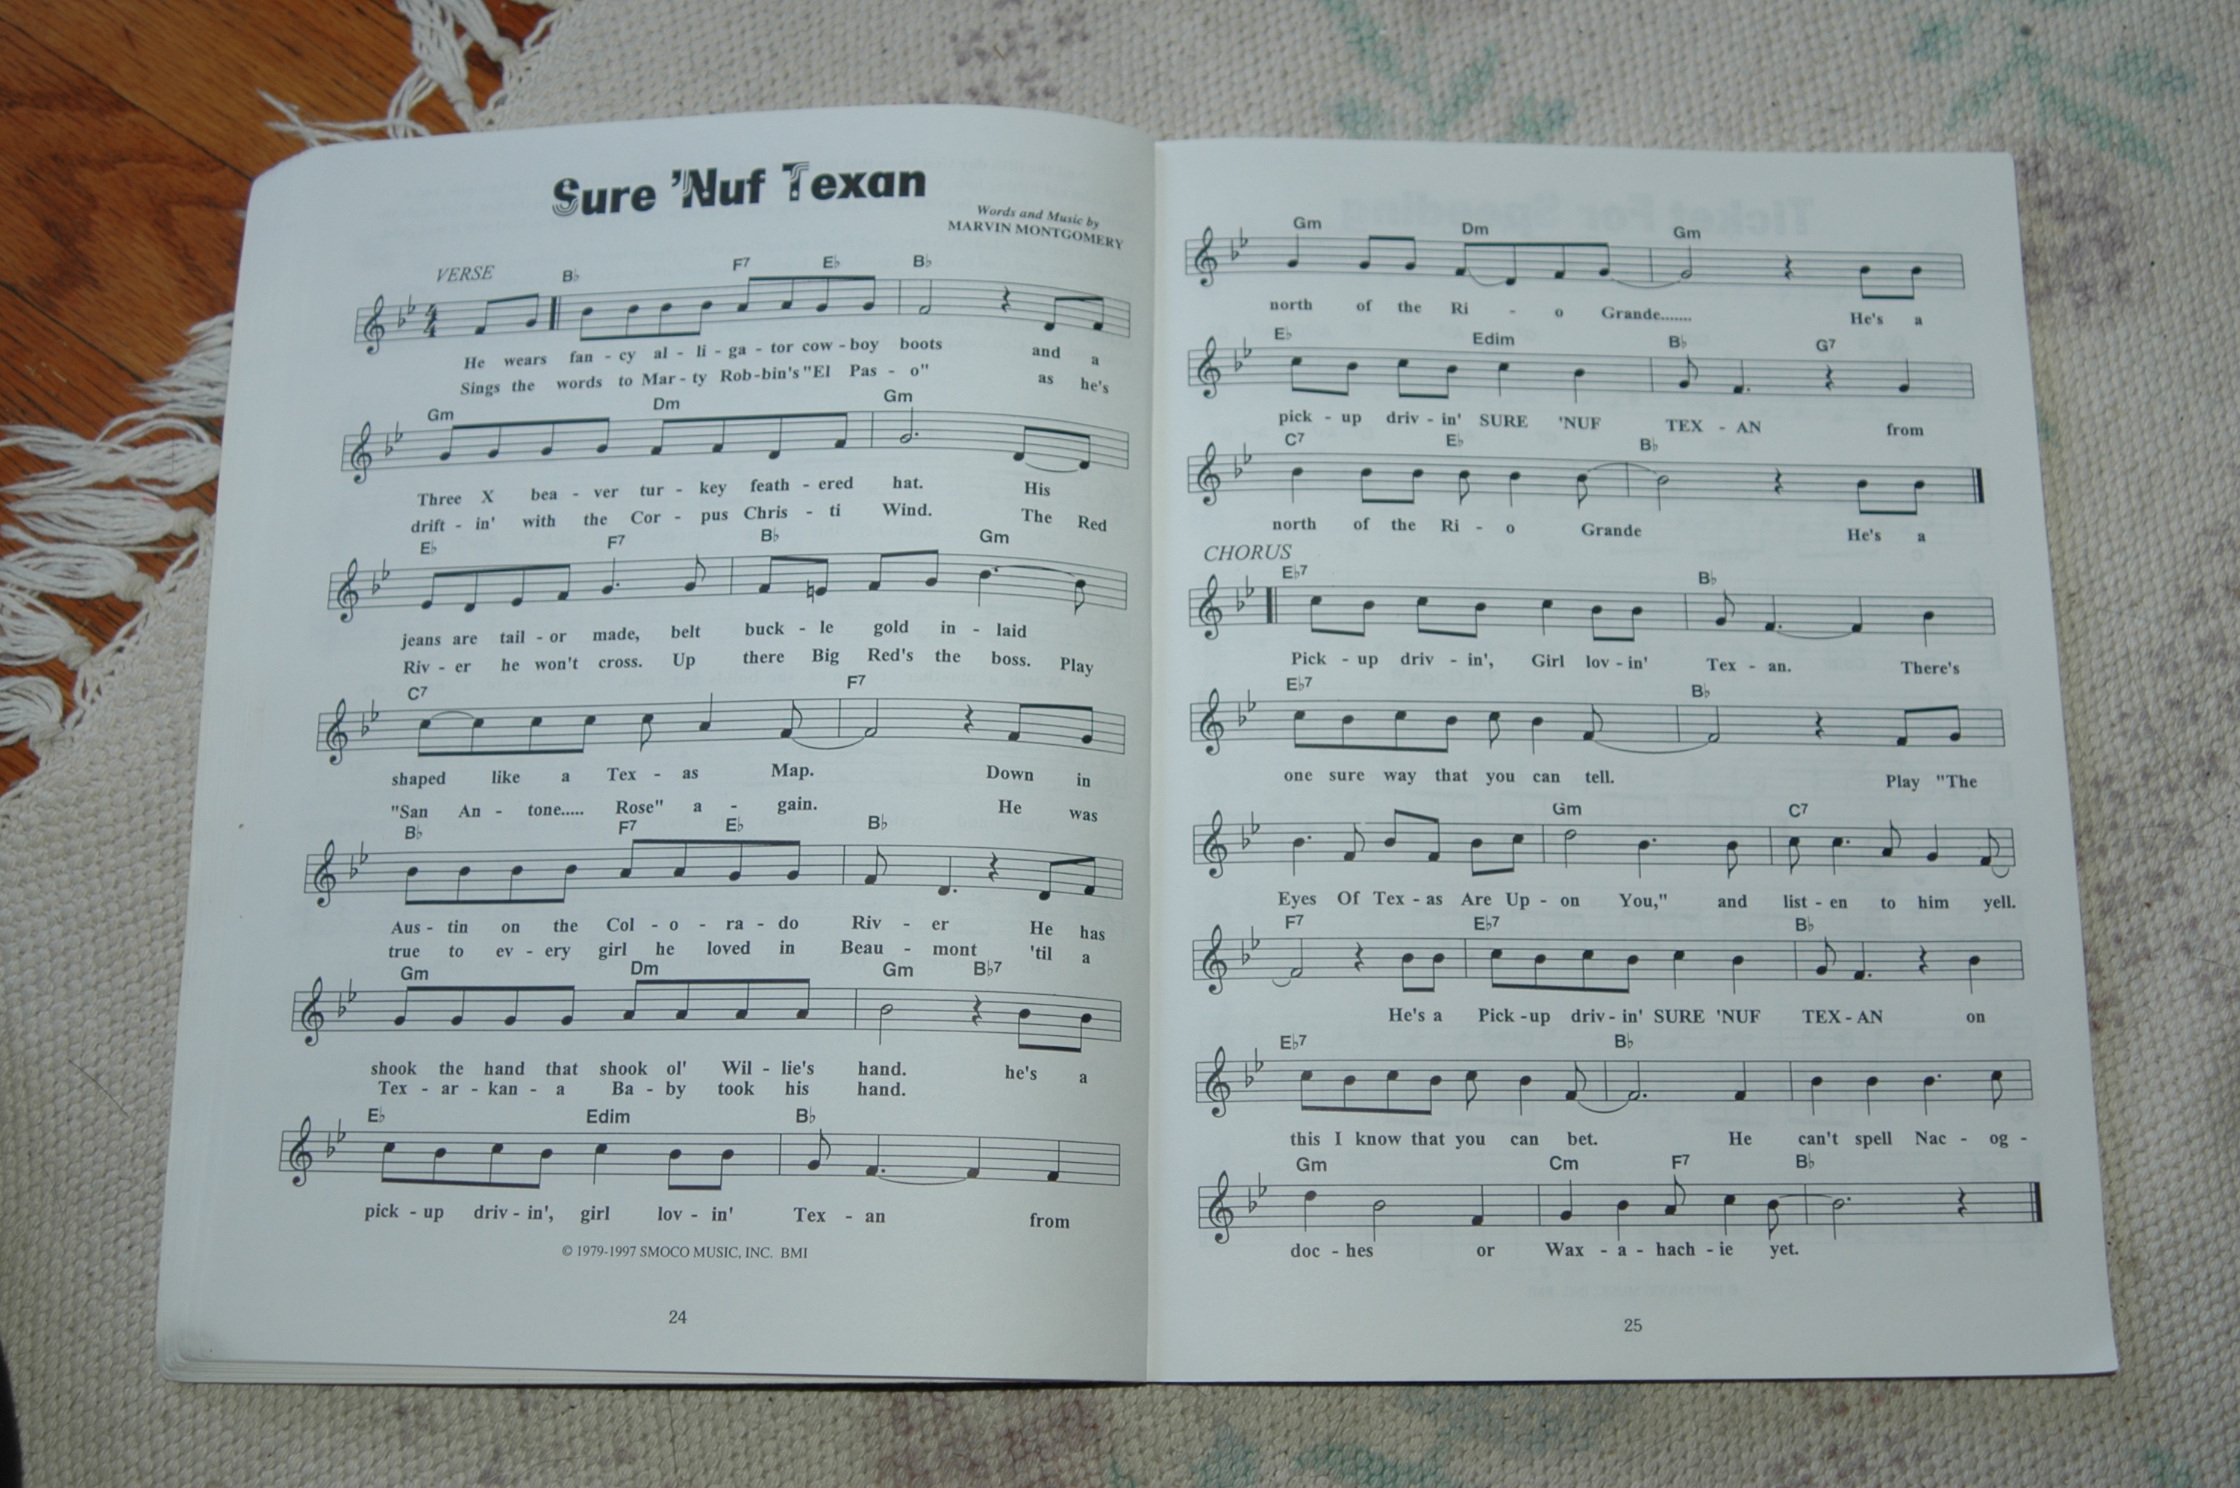 Sure 'Nuf Texan
Words and Music by
MARVIN MONTGOMERY
VERSE
B♭ F7 E♭ B♭
He wears fan - cy al - li - ga - tor cow - boy boots and a
Sings the words to Mar - ty Rob - bin's "El Pas - o" as he's
Gm Dm Gm
Three X bea - ver tur - key feath - ered hat. His
drift - in' with the Cor - pus Chris - ti Wind. The Red
E♭ F7 B♭ Gm
jeans are tail - or made, belt buck - le gold in - laid
Riv - er he won't cross. Up there Big Red's the boss. Play
C7 F7
shaped like a Tex - as Map. Down in
"San An - tone..... Rose" a - gain. He was
B♭ F7 E♭ B♭
Aus - tin on the Col - o - ra - do Riv - er He has
true to ev - ery girl he loved in Beau - mont 'til a
Gm Dm Gm B♭7
shook the hand that shook ol' Wil - lie's hand. he's a
Tex - ar - kan - a Ba - by took his hand.
E♭ Edim B♭
pick - up driv - in', girl lov - in' Tex - an from
© 1979-1997 SMOCO MUSIC, INC. BMI
24
Gm Dm Gm
north of the Ri - o Grande....... He's a
E♭ Edim B♭ G7
pick - up driv - in' SURE 'NUF TEX - AN from
C7 E♭ B♭
north of the Ri - o Grande He's a
CHORUS
E♭7 B♭
Pick - up driv - in', Girl lov - in' Tex - an. There's
E♭7 B♭
one sure way that you can tell. Play "The
Gm C7
Eyes Of Tex - as Are Up - on You," and list - en to him yell.
F7 E♭7 B♭
He's a Pick - up driv - in' SURE 'NUF TEX - AN on
E♭7 B♭
this I know that you can bet. He can't spell Nac - og -
Gm Cm F7 B♭
doc - hes or Wax - a - hach - ie yet.
25